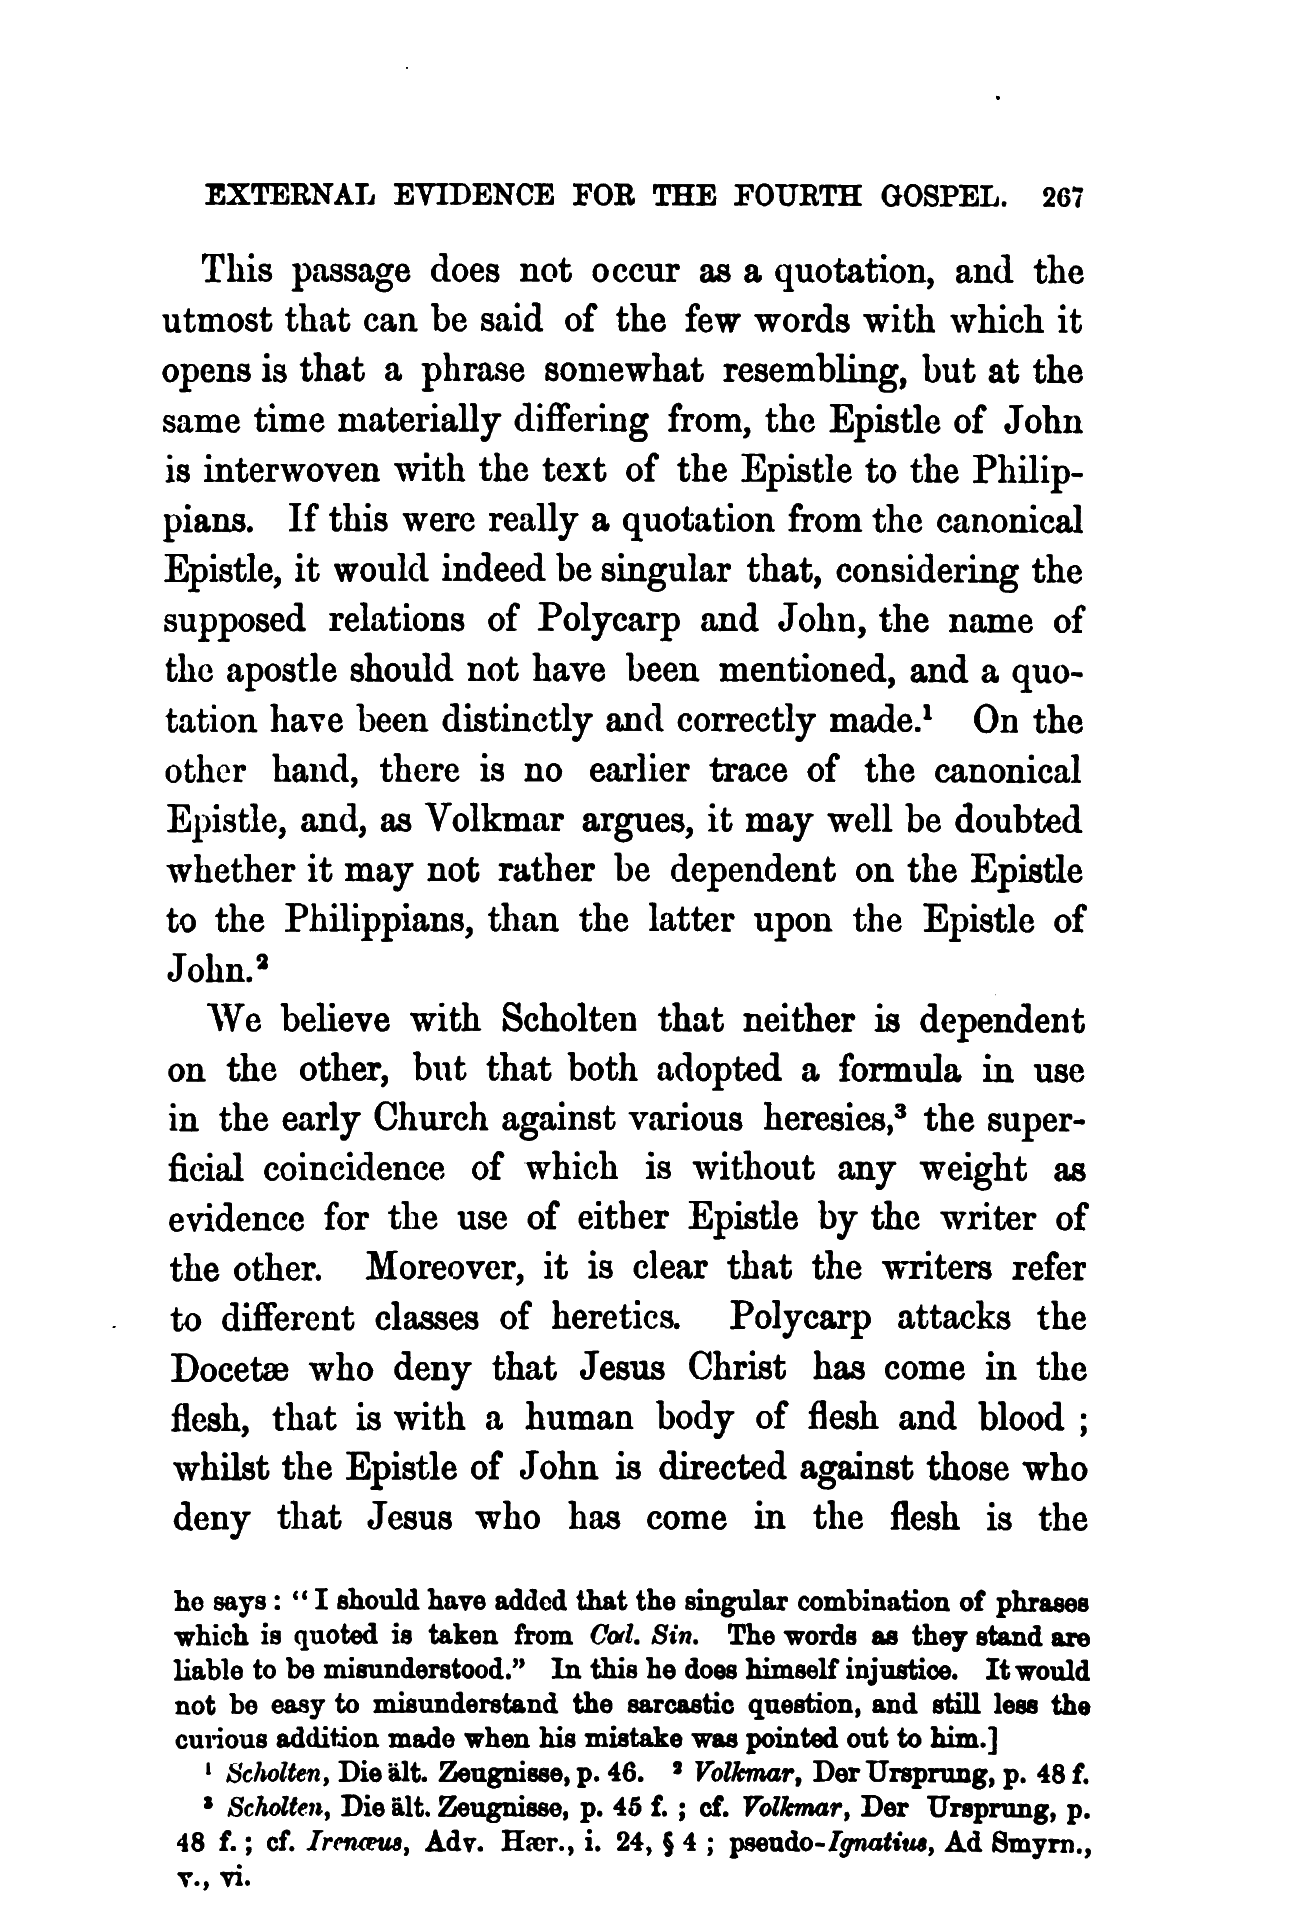 EXTERNAL EVIDENCE FOR THE FOURTH GOSPEL. 267
This passage does not occur as a quotation, and the
utmost that can be said of the few words with which it
opens is that a phrase somewhat resembling, but at the
same time materially differing from, the Epistle of John
is interwoven with the text of the Epistle to the Philip-
pians. If this were really a quotation from the canonical
Epistle, it would indeed be singular that, considering the
supposed relations of Polycarp and John, the name of
the apostle should not have been mentioned, and a quo-
tation have been distinctly and correctly made.¹ On the
other hand, there is no earlier trace of the canonical
Epistle, and, as Volkmar argues, it may well be doubted
whether it may not rather be dependent on the Epistle
to the Philippians, than the latter upon the Epistle of
John.²
We believe with Scholten that neither is dependent
on the other, but that both adopted a formula in use
in the early Church against various heresies,³ the super-
ficial coincidence of which is without any weight as
evidence for the use of either Epistle by the writer of
the other. Moreover, it is clear that the writers refer
to different classes of heretics. Polycarp attacks the
Docetæ who deny that Jesus Christ has come in the
flesh, that is with a human body of flesh and blood ;
whilst the Epistle of John is directed against those who
deny that Jesus who has come in the flesh is the
he says : “ I should have added that the singular combination of phrases
which is quoted is taken from Cod. Sin. The words as they stand are
liable to be misunderstood.” In this he does himself injustice. It would
not be easy to misunderstand the sarcastic question, and still less the
curious addition made when his mistake was pointed out to him.]
¹ Scholten, Die ält. Zeugnisse, p. 46. ² Volkmar, Der Ursprung, p. 48 f.
³ Scholten, Die ält. Zeugnisse, p. 45 f. ; cf. Volkmar, Der Ursprung, p.
48 f. ; cf. Irenæus, Adv. Hær., i. 24, § 4 ; pseudo-Ignatius, Ad Smyrn.,
v., vi.